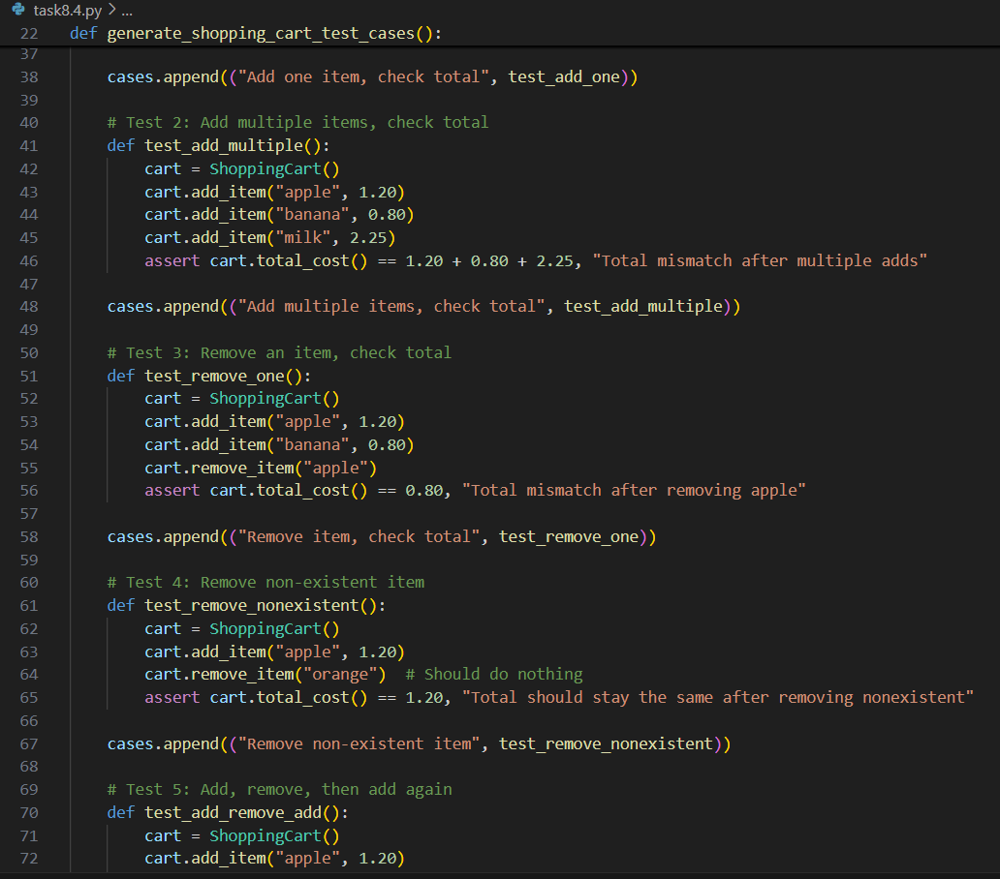 task8.4.py > ...
22 def generate_shopping_cart_test_cases():
37
38 cases.append(("Add one item, check total", test_add_one))
39
40 # Test 2: Add multiple items, check total
41 def test_add_multiple():
42 cart = ShoppingCart()
43 cart.add_item("apple", 1.20)
44 cart.add_item("banana", 0.80)
45 cart.add_item("milk", 2.25)
46 assert cart.total_cost() == 1.20 + 0.80 + 2.25, "Total mismatch after multiple adds"
47
48 cases.append(("Add multiple items, check total", test_add_multiple))
49
50 # Test 3: Remove an item, check total
51 def test_remove_one():
52 cart = ShoppingCart()
53 cart.add_item("apple", 1.20)
54 cart.add_item("banana", 0.80)
55 cart.remove_item("apple")
56 assert cart.total_cost() == 0.80, "Total mismatch after removing apple"
57
58 cases.append(("Remove item, check total", test_remove_one))
59
60 # Test 4: Remove non-existent item
61 def test_remove_nonexistent():
62 cart = ShoppingCart()
63 cart.add_item("apple", 1.20)
64 cart.remove_item("orange") # Should do nothing
65 assert cart.total_cost() == 1.20, "Total should stay the same after removing nonexistent"
66
67 cases.append(("Remove non-existent item", test_remove_nonexistent))
68
69 # Test 5: Add, remove, then add again
70 def test_add_remove_add():
71 cart = ShoppingCart()
72 cart.add_item("apple", 1.20)